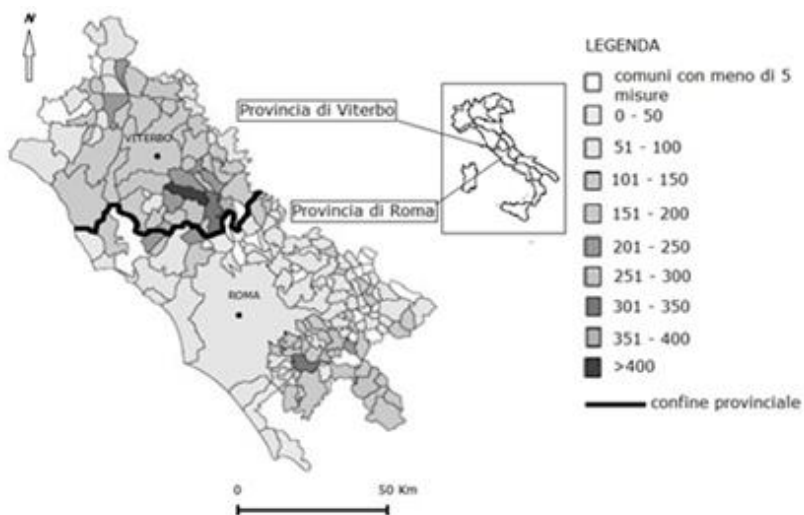 N
VITERBO
ROMA
0 50 Km
Provincia di Viterbo
Provincia di Roma
LEGENDA
comuni con meno di 5
misure
0 - 50
51 - 100
101 - 150
151 - 200
201 - 250
251 - 300
301 - 350
351 - 400
>400
confine provinciale